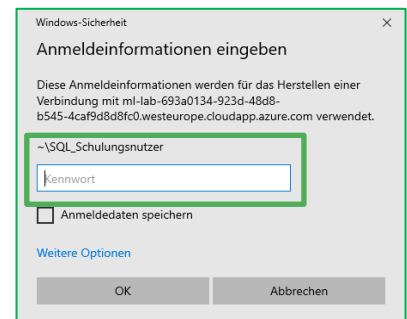 Windows-Sicherheit
Anmeldeinformationen eingeben
Diese Anmeldeinformationen werden für das Herstellen einer
Verbindung mit ml-lab-693a0134-923d-48d8-
b545-4caf9d8d8fc0.westeurope.cloudapp.azure.com verwendet.
~\SQL_Schulungsnutzer
Kennwort
Anmeldedaten speichern
Weitere Optionen
OK Abbrechen